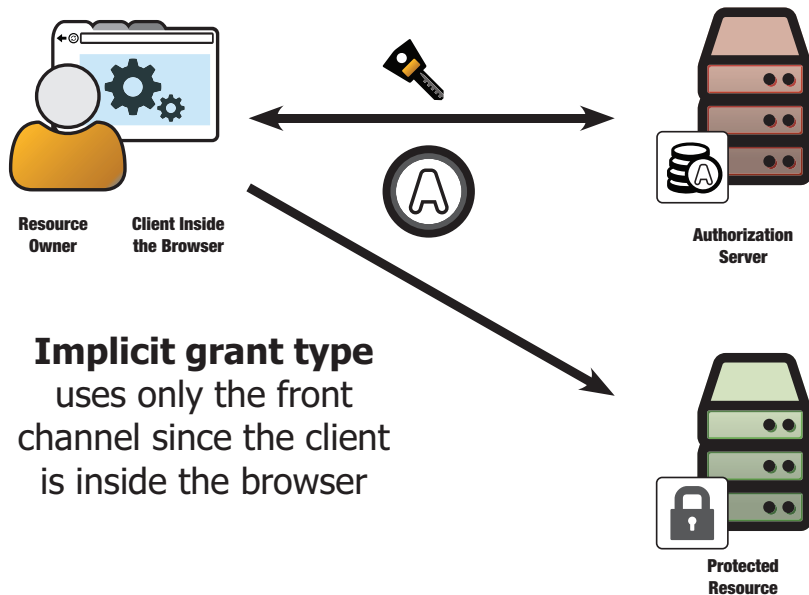 A
A
Resource
Owner
Client Inside
the Browser
Authorization
Server
Implicit grant type
uses only the front
channel since the client
is inside the browser
Protected
Resource